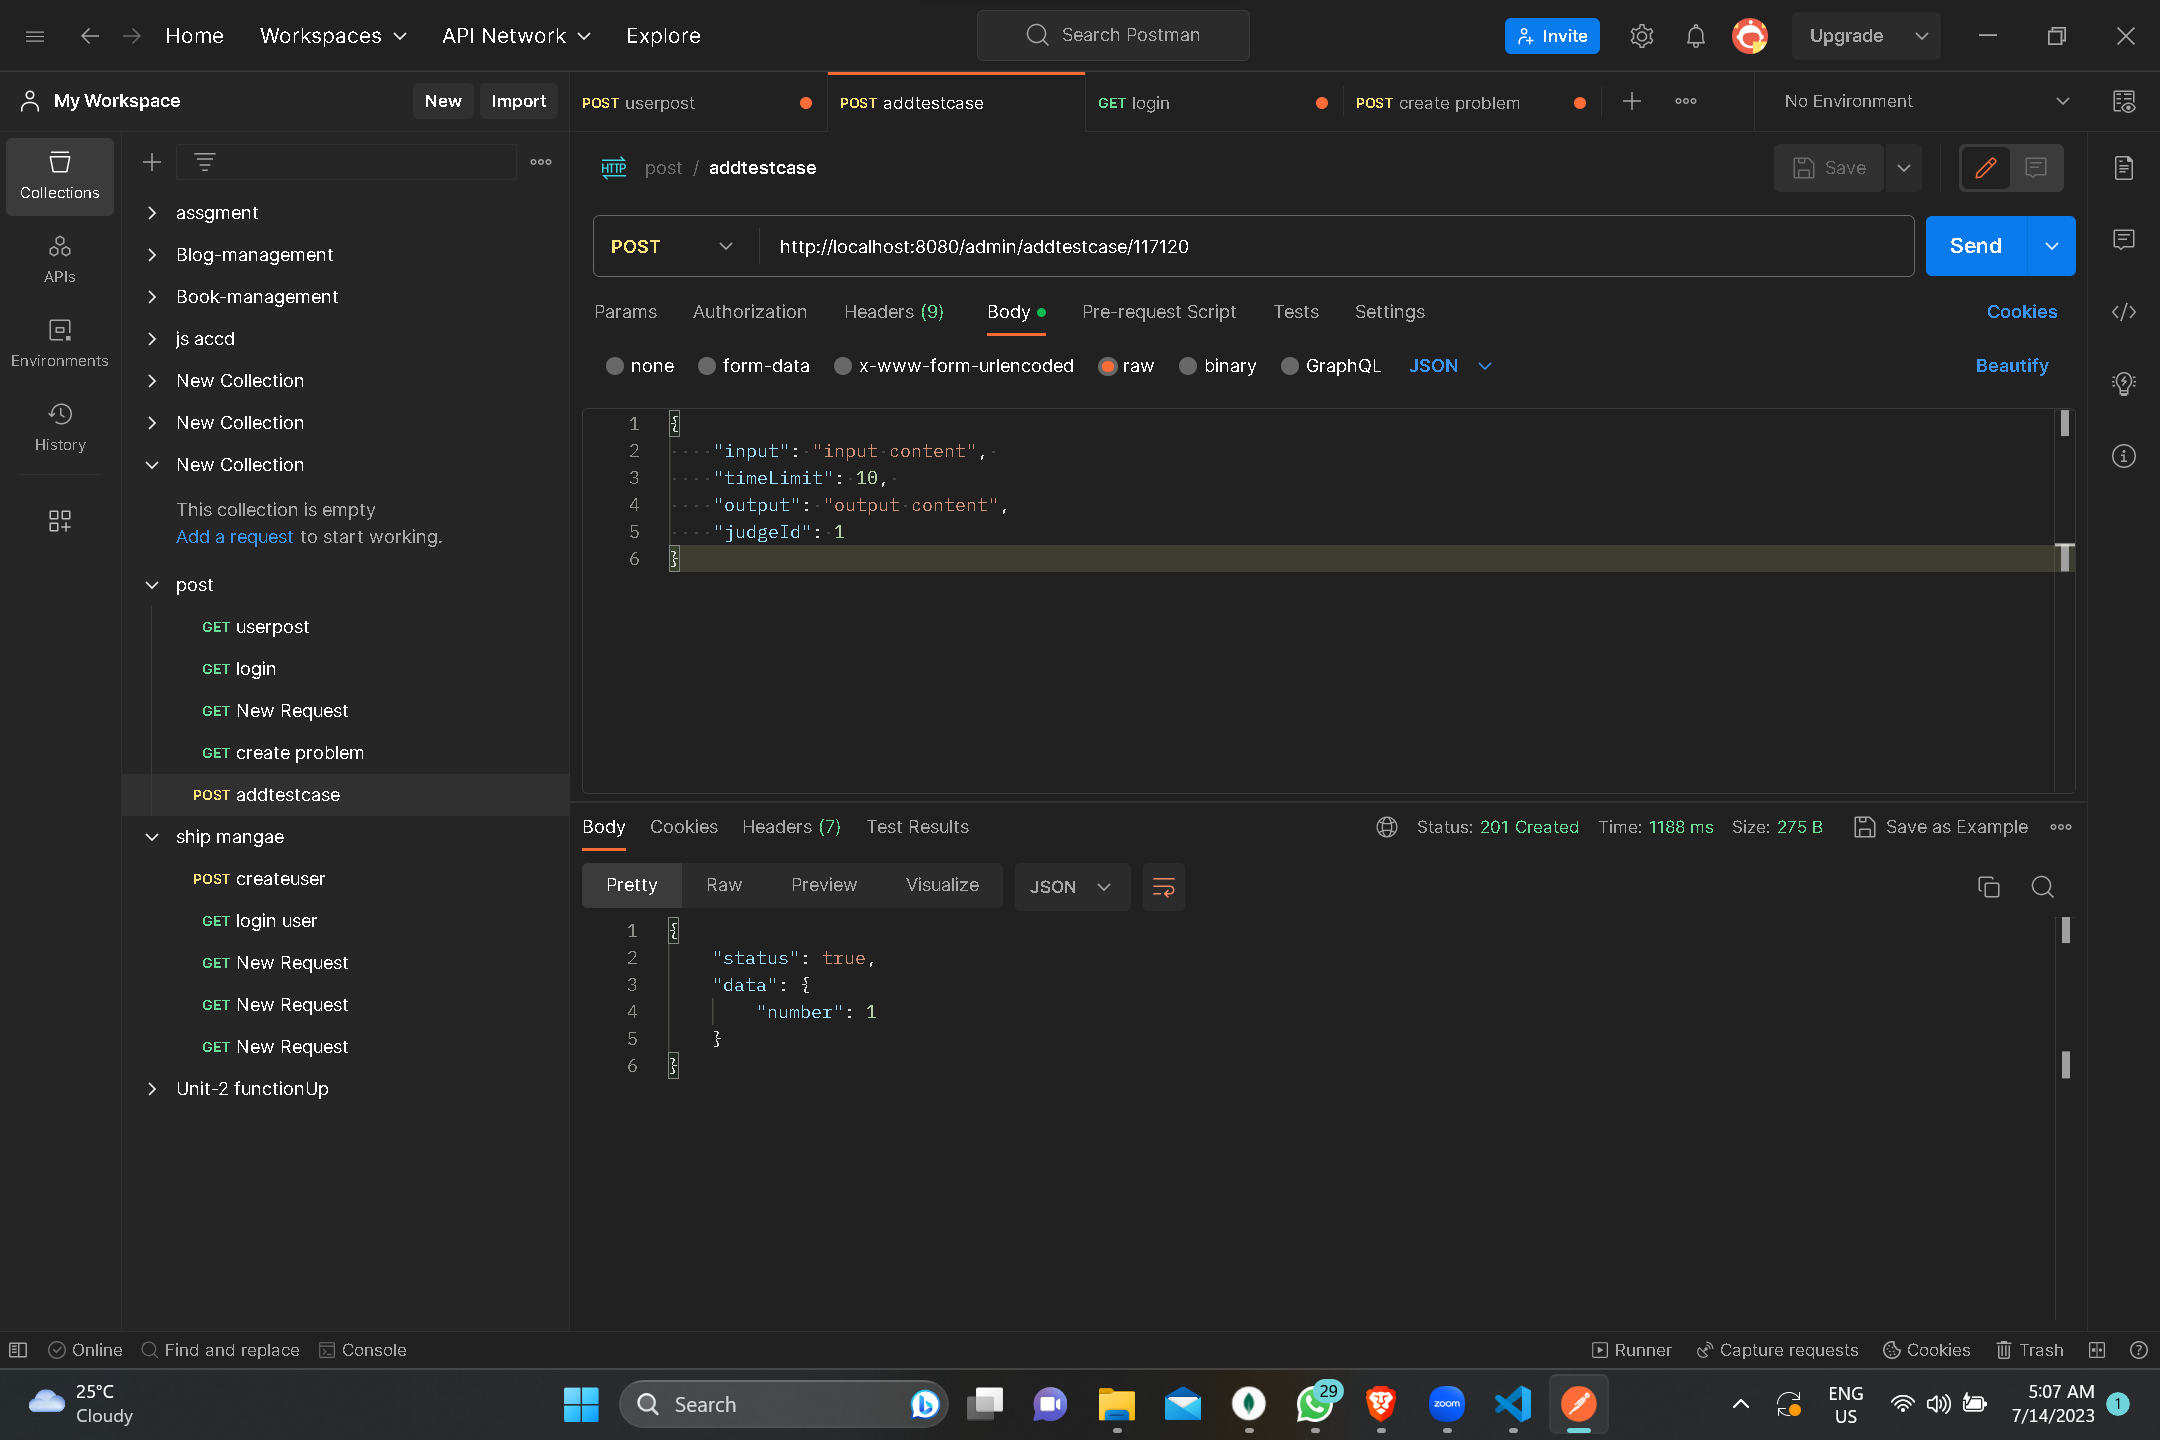 Home Workspaces API Network Explore Search Postman Invite Upgrade
My Workspace New Import
POST userpost POST addtestcase GET login POST create problem No Environment
Collections
APIs
Environments
History
assgment
Blog-management
Book-management
js accd
New Collection
New Collection
New Collection
This collection is empty
Add a request to start working.
post
GET userpost
GET login
GET New Request
GET create problem
POST addtestcase
ship mangae
POST createuser
GET login user
GET New Request
GET New Request
GET New Request
Unit-2 functionUp
HTTP post / addtestcase Save
POST http://localhost:8080/admin/addtestcase/117120 Send
Params Authorization Headers (9) Body Pre-request Script Tests Settings Cookies
none form-data x-www-form-urlencoded raw binary GraphQL JSON Beautify
1 {
2 "input": "input content",
3 "timeLimit": 10,
4 "output": "output content",
5 "judgeId": 1
6 }
Body Cookies Headers (7) Test Results Status: 201 Created Time: 1188 ms Size: 275 B Save as Example
Pretty Raw Preview Visualize JSON
1 {
2 "status": true,
3 "data": {
4 "number": 1
5 }
6 }
Online Find and replace Console Runner Capture requests Cookies Trash
25°C
Cloudy
Search
29
zoom
ENG
US
5:07 AM
7/14/2023
1